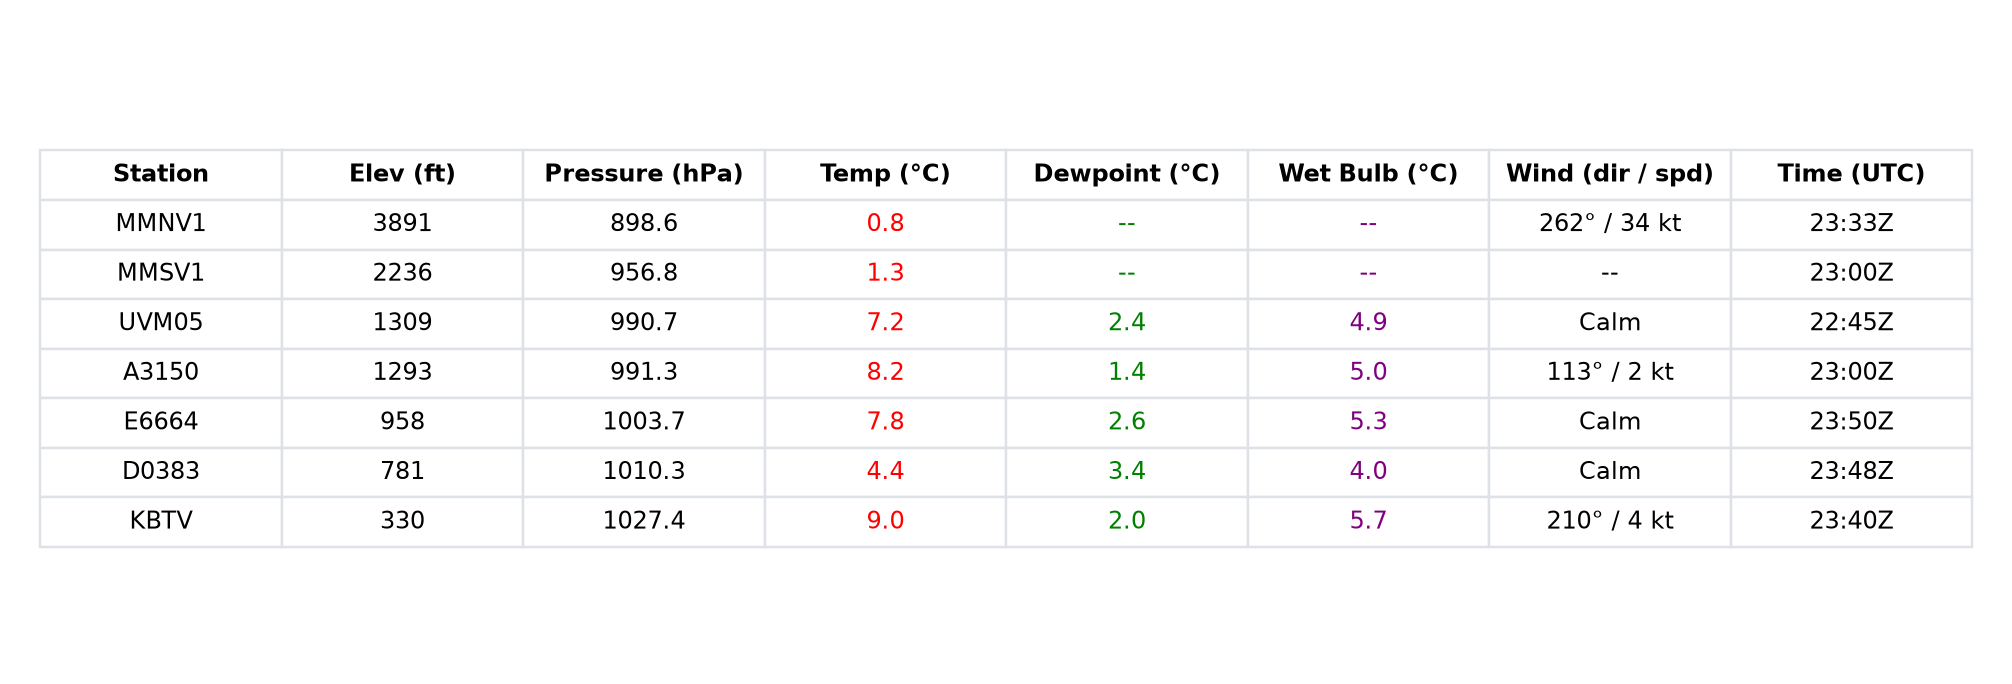 Station Elev (ft) Pressure (hPa) Temp (°C) Dewpoint (°C) Wet Bulb (°C) Wind (dir / spd) Time (UTC)
MMNV1 3891 898.6 0.8 -- -- 262° / 34 kt 23:33Z
MMSV1 2236 956.8 1.3 -- -- -- 23:00Z
UVM05 1309 990.7 7.2 2.4 4.9 Calm 22:45Z
A3150 1293 991.3 8.2 1.4 5.0 113° / 2 kt 23:00Z
E6664 958 1003.7 7.8 2.6 5.3 Calm 23:50Z
D0383 781 1010.3 4.4 3.4 4.0 Calm 23:48Z
KBTV 330 1027.4 9.0 2.0 5.7 210° / 4 kt 23:40Z